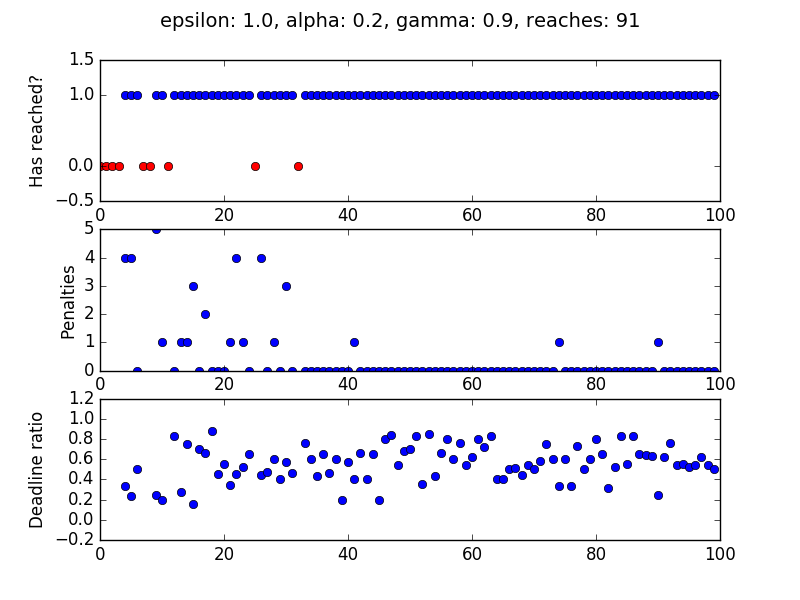 epsilon: 1.0, alpha: 0.2, gamma: 0.9, reaches: 91
1.5
1.0
0.0
−0.5
Has reached?
0 20 40 60 80 100
5
4
3
2
1
0
Penalties
0 20 40 60 80 100
1.2
1.0
0.8
0.6
0.4
0.2
0.0
−0.2
Deadline ratio
0 20 40 60 80 100